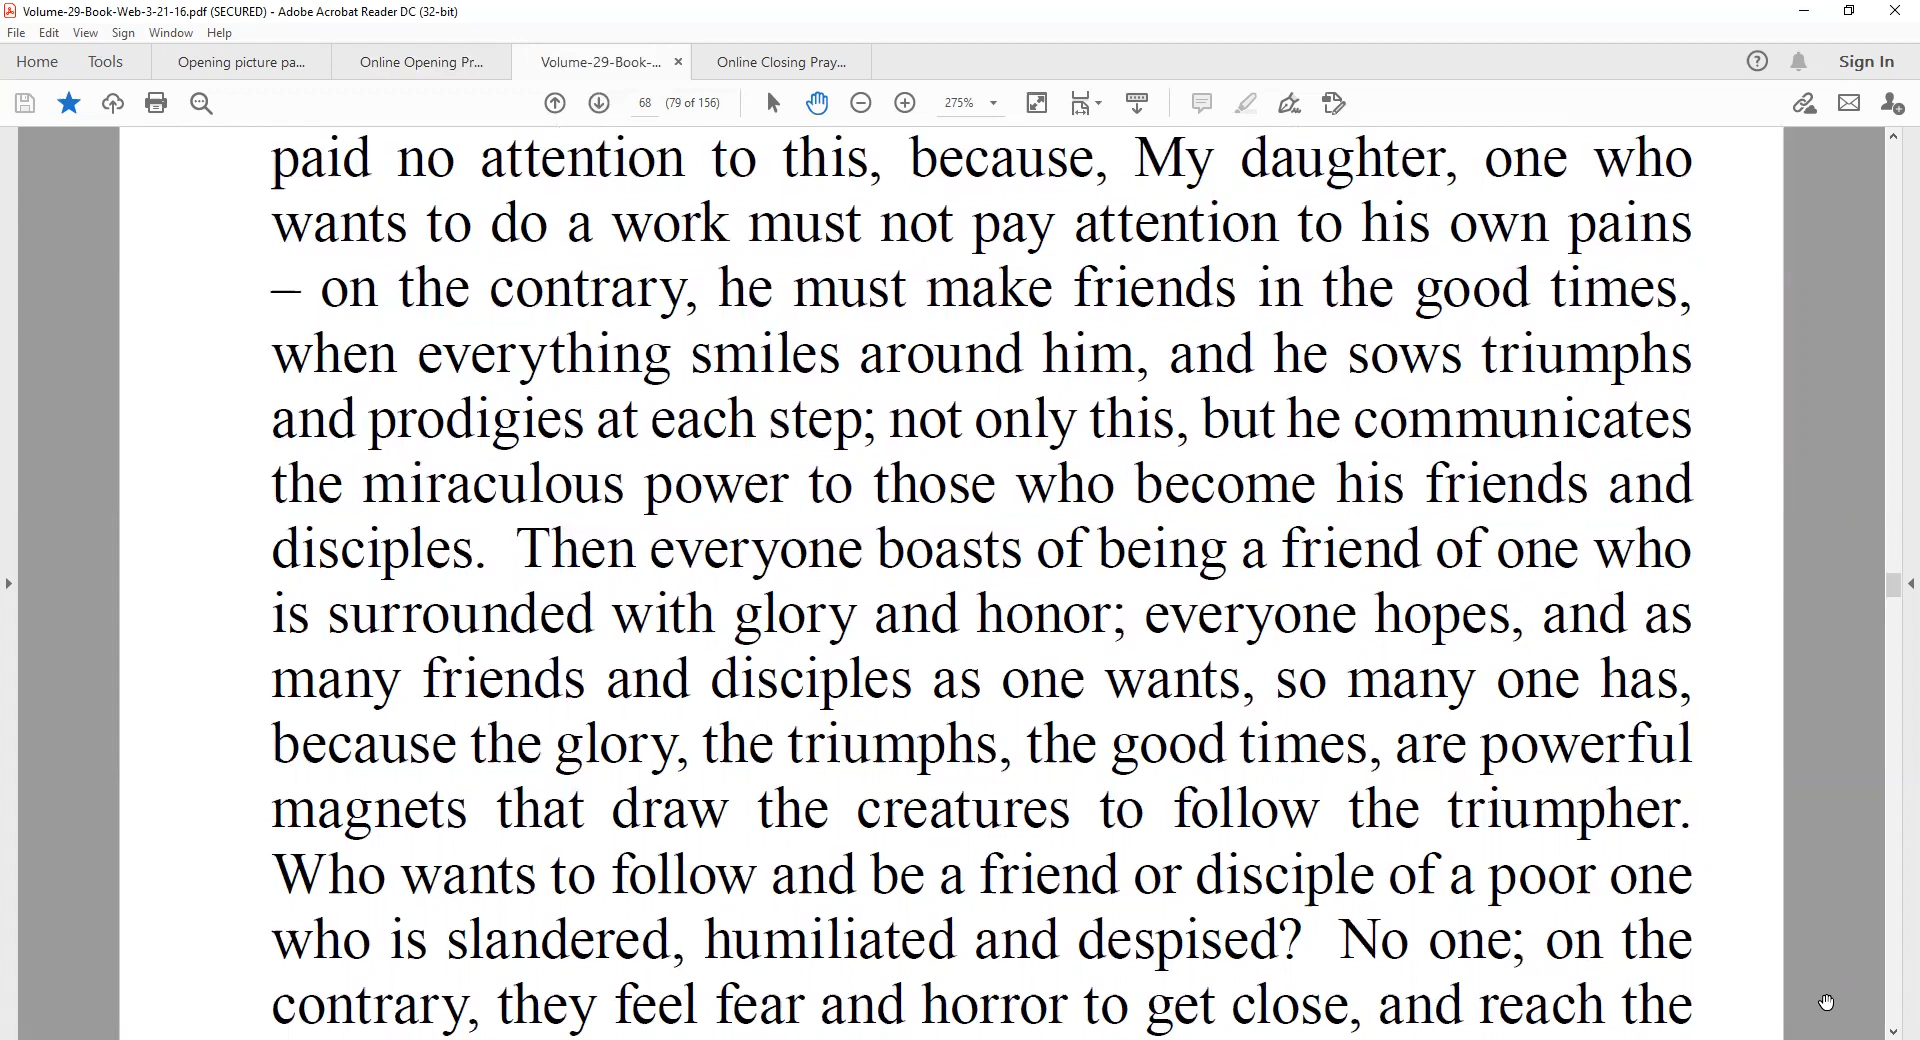 Volume-29-Book-Web-3-21-16.pdf (SECURED) - Adobe Acrobat Reader DC (32-bit)
File Edit View Sign Window Help
Home Tools Opening picture pa... Online Opening Pr... Volume-29-Book-... Online Closing Pray... Sign In
68 (79 of 156) 275%
paid no attention to this, because, My daughter, one who
wants to do a work must not pay attention to his own pains
– on the contrary, he must make friends in the good times,
when everything smiles around him, and he sows triumphs
and prodigies at each step; not only this, but he communicates
the miraculous power to those who become his friends and
disciples. Then everyone boasts of being a friend of one who
is surrounded with glory and honor; everyone hopes, and as
many friends and disciples as one wants, so many one has,
because the glory, the triumphs, the good times, are powerful
magnets that draw the creatures to follow the triumpher.
Who wants to follow and be a friend or disciple of a poor one
who is slandered, humiliated and despised? No one; on the
contrary, they feel fear and horror to get close, and reach the